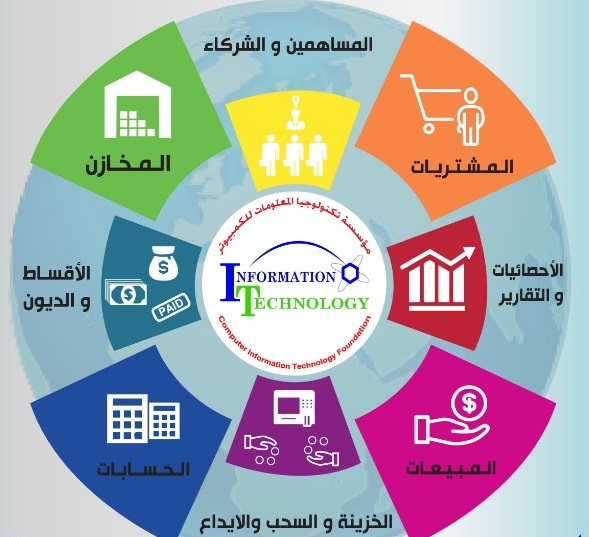 المساهمين و الشركاء
المخازن
المشتريات
مؤسسة تكنولوجيا المعلومات للكمبيوتر
INFORMATION
TECHNOLOGY
Computer Information Technology Foundation
الأقساط
و الديون
PAID
الأحصائيات
و التقارير
الحسابات
المبيعات
الخزينة و السحب والايداع